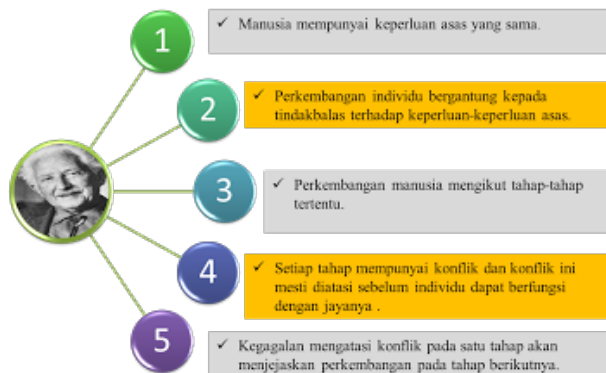 1
✓ Manusia mempunyai keperluan asas yang sama.
2
✓ Perkembangan individu bergantung kepada
tindakbalas terhadap keperluan-keperluan asas.
3
✓ Perkembangan manusia mengikut tahap-tahap
tertentu.
4
✓ Setiap tahap mempunyai konflik dan konflik ini
mesti diatasi sebelum individu dapat berfungsi
dengan jayanya .
5
✓ Kegagalan mengatasi konflik pada satu tahap akan
menjejaskan perkembangan pada tahap berikutnya.